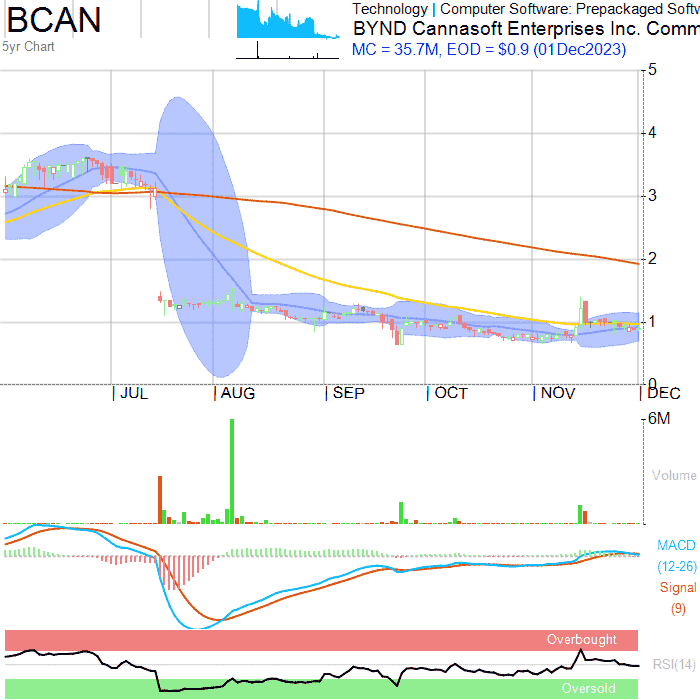 BCAN
5yr Chart
Technology | Computer Software: Prepackaged Softw
BYND Cannasoft Enterprises Inc. Comm
MC = 35.7M, EOD = $0.9 (01Dec2023)
5
4
3
2
1
0
JUL AUG SEP OCT NOV DEC
6M
Volume
MACD
(12-26)
Signal
(9)
Overbought
RSI(14)
Oversold